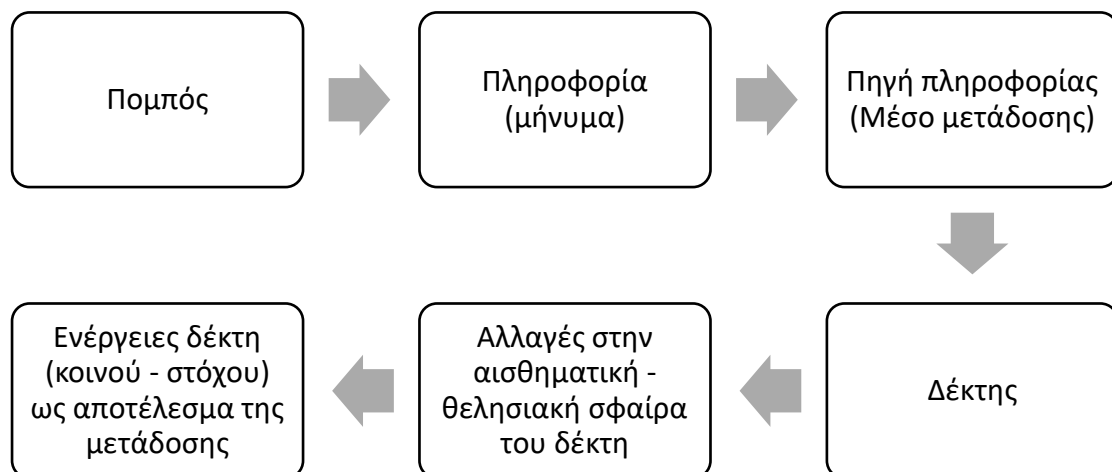 Πομπός
Πληροφορία
(μήνυμα)
Πηγή πληροφορίας
(Μέσο μετάδοσης)
Δέκτης
Αλλαγές στην
αισθηματική -
θελησιακή σφαίρα
του δέκτη
Ενέργειες δέκτη
(κοινού - στόχου)
ως αποτέλεσμα της
μετάδοσης